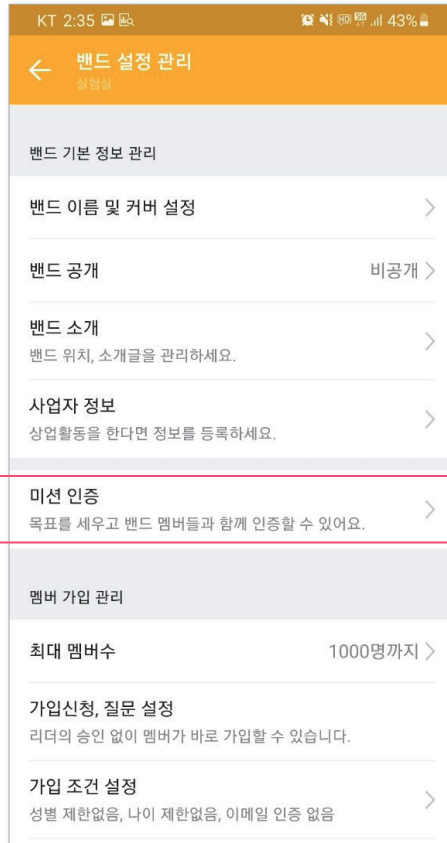 KT 2:35 HD 5G 43%
밴드 설정 관리
실험실
밴드 기본 정보 관리
밴드 이름 및 커버 설정
밴드 공개 비공개
밴드 소개
밴드 위치, 소개글을 관리하세요.
사업자 정보
상업활동을 한다면 정보를 등록하세요.
미션 인증
목표를 세우고 밴드 멤버들과 함께 인증할 수 있어요.
멤버 가입 관리
최대 멤버수 1000명까지
가입신청, 질문 설정
리더의 승인 없이 멤버가 바로 가입할 수 있습니다.
가입 조건 설정
성별 제한없음, 나이 제한없음, 이메일 인증 없음